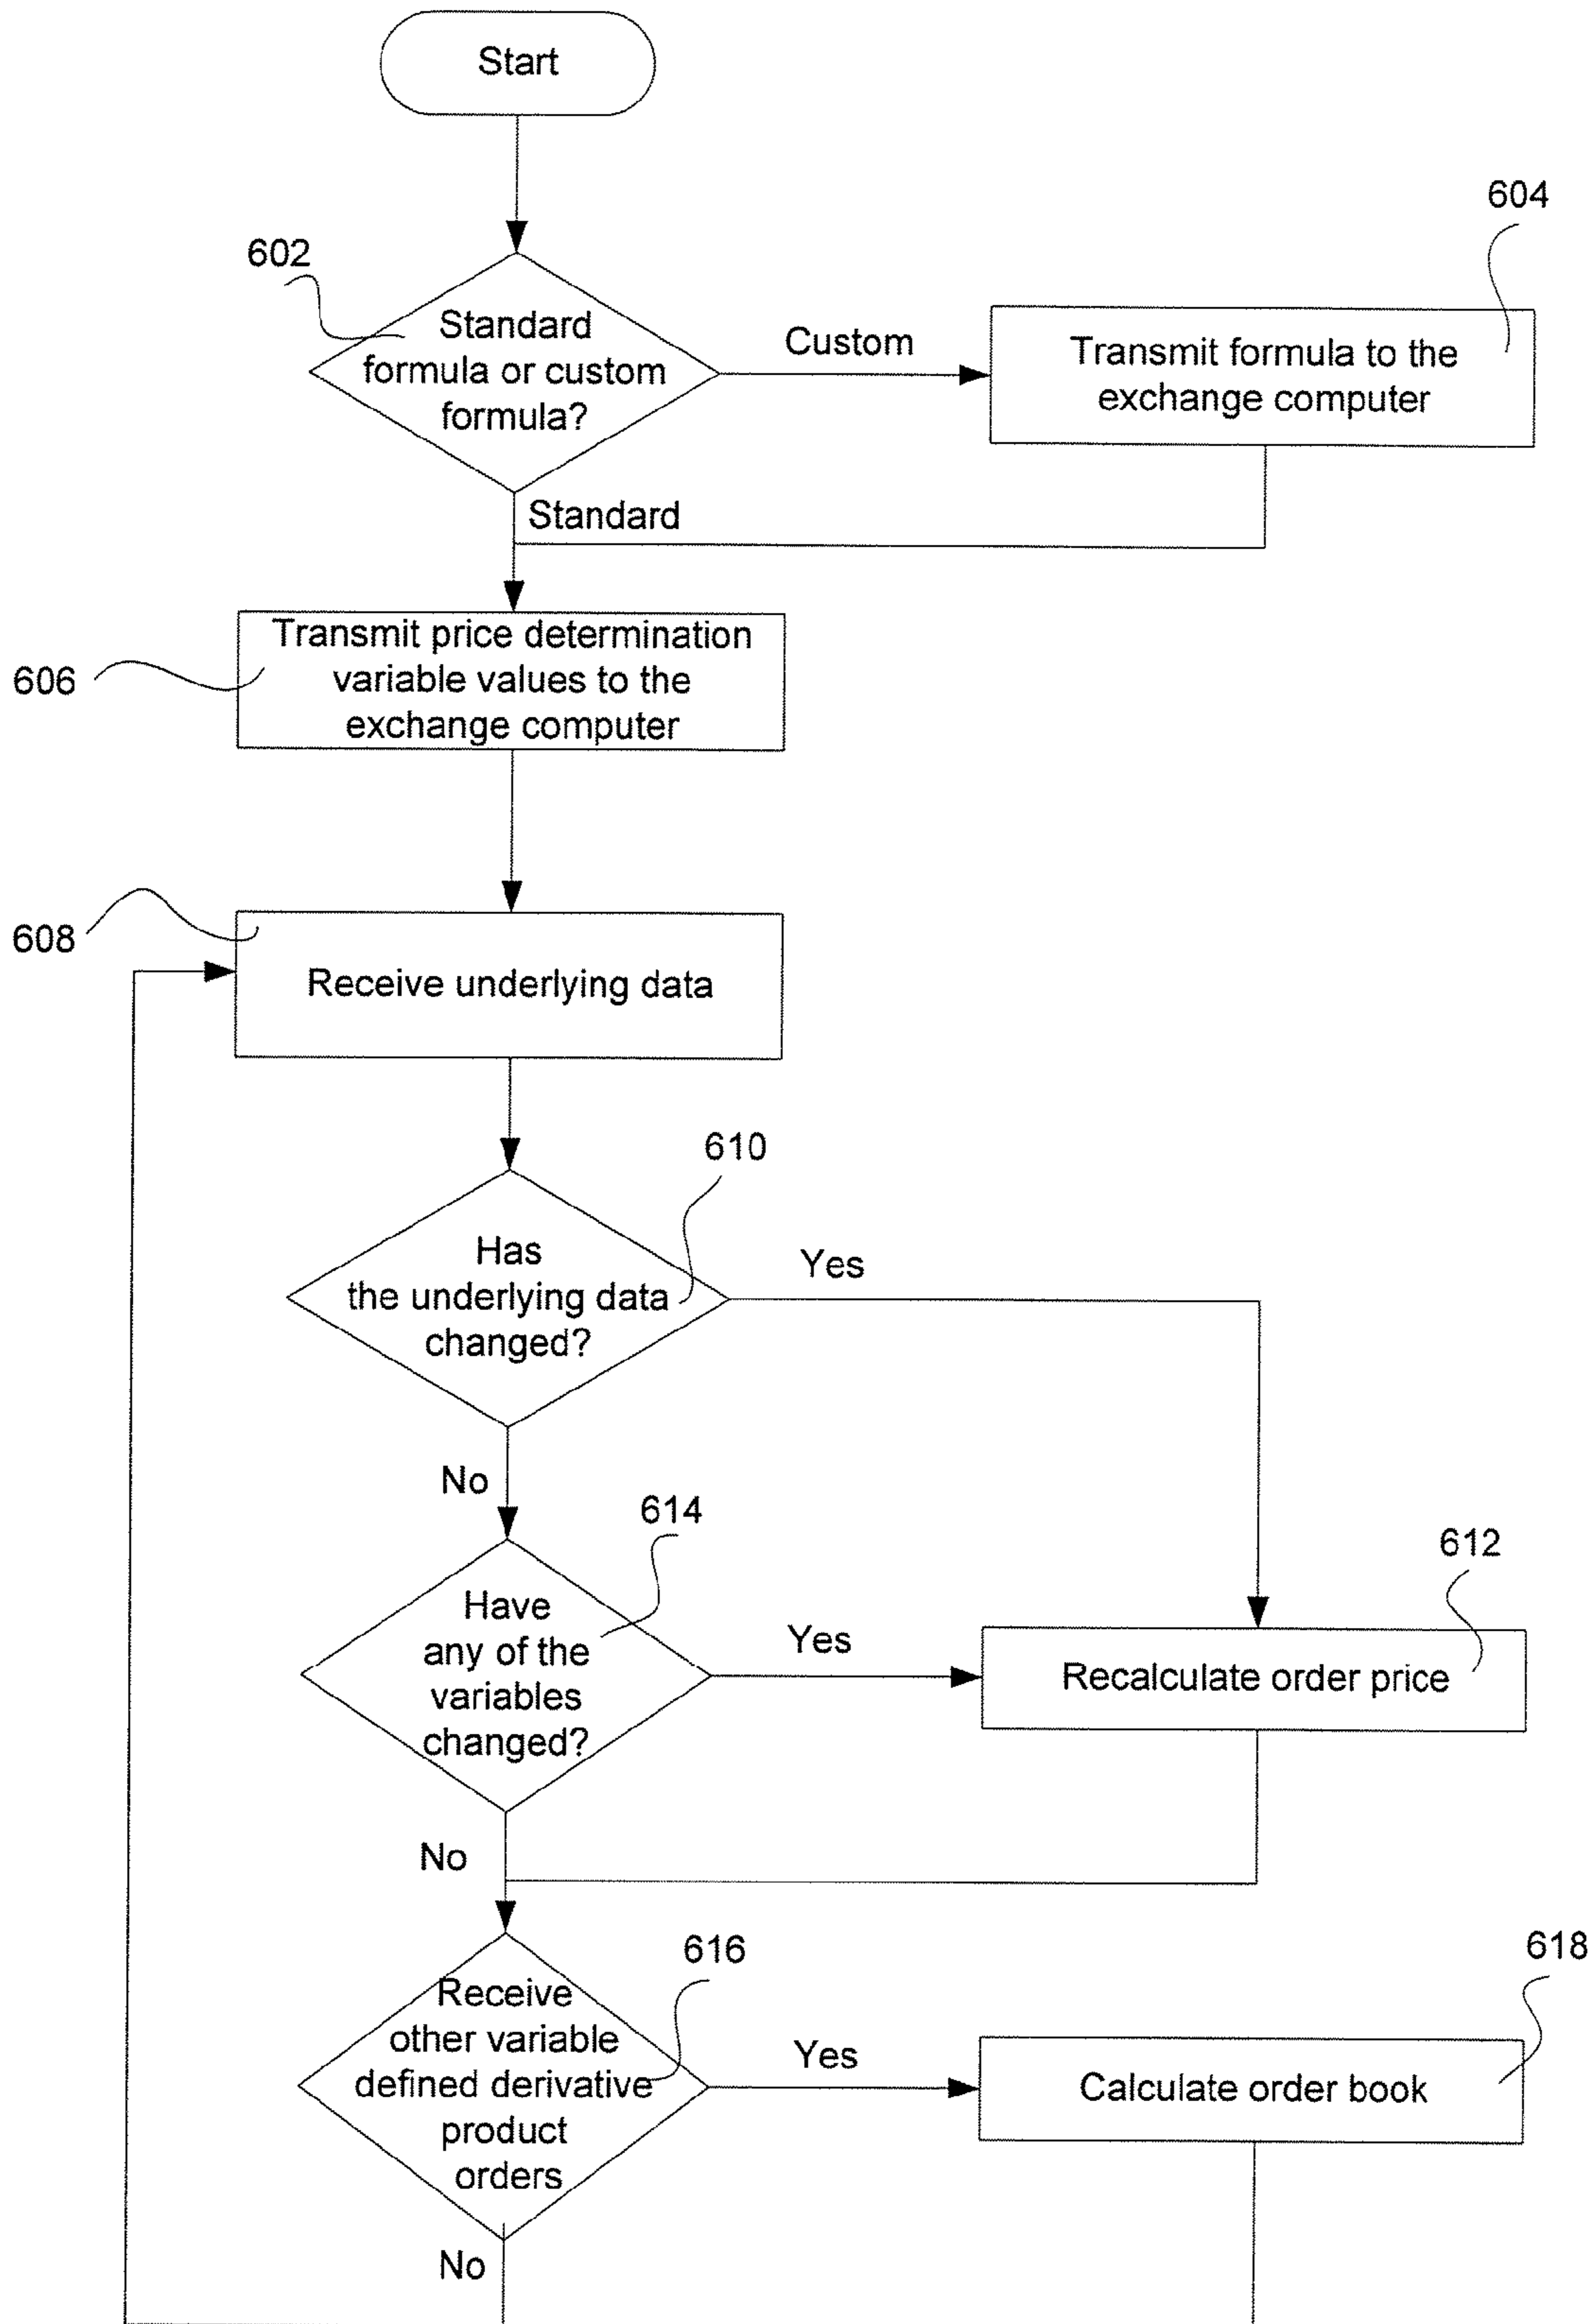 Start
604
602
Standard
formula or custom
formula?
Custom
Transmit formula to the
exchange computer
Standard
Transmit price determination
variable values to the
exchange computer
606
608
Receive underlying data
610
Has
the underlying data
changed?
Yes
No
614
612
Have
any of the
variables
changed?
Yes
Recalculate order price
No
616
618
Receive
other variable
defined derivative
product
orders
Yes
Calculate order book
No